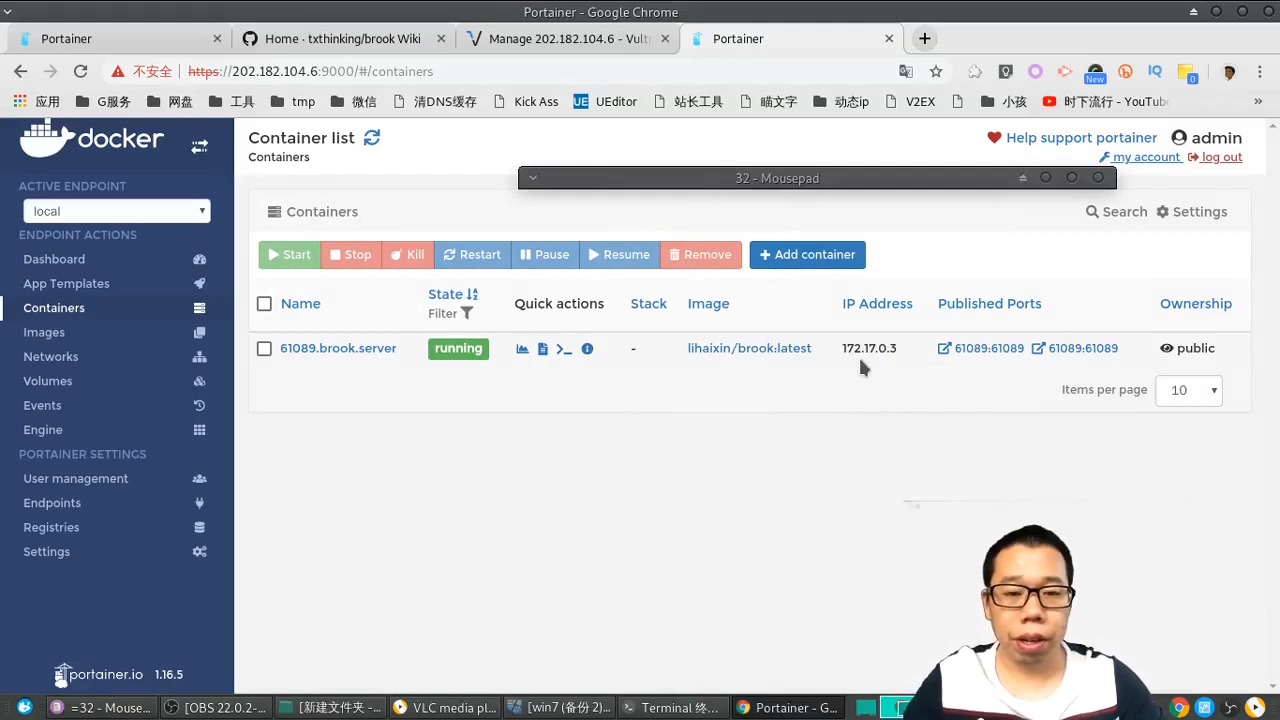 Portainer - Google Chrome
Portainer
Home · txthinking/brook Wiki
Manage 202.182.104.6 - Vultr
Portainer
不安全
https://202.182.104.6:9000/#/containers
New
0
应用
G服务
网盘
工具
tmp
微信
清DNS缓存
Kick Ass
UE
UEditor
站长工具
瞄文字
动态ip
V2EX
小孩
时下流行 - YouTube
docker
Container list
Containers
Help support portainer
admin
my account
log out
32 - Mousepad
ACTIVE ENDPOINT
local
ENDPOINT ACTIONS
Dashboard
App Templates
Containers
Images
Networks
Volumes
Events
Engine
PORTAINER SETTINGS
User management
Endpoints
Registries
Settings
portainer.io 1.16.5
Containers
Search
Settings
Start
Stop
Kill
Restart
Pause
Resume
Remove
Add container
Name
State
Filter
Quick actions
Stack
Image
IP Address
Published Ports
Ownership
61089.brook.server
running
-
lihaixin/brook:latest
172.17.0.3
61089:61089
61089:61089
public
Items per page
10
=32 - Mouse...
[OBS 22.0.2-...
[新建文件夹 -...
VLC media pl...
[win7 (备份 2)...
Terminal 终...
Portainer - G...